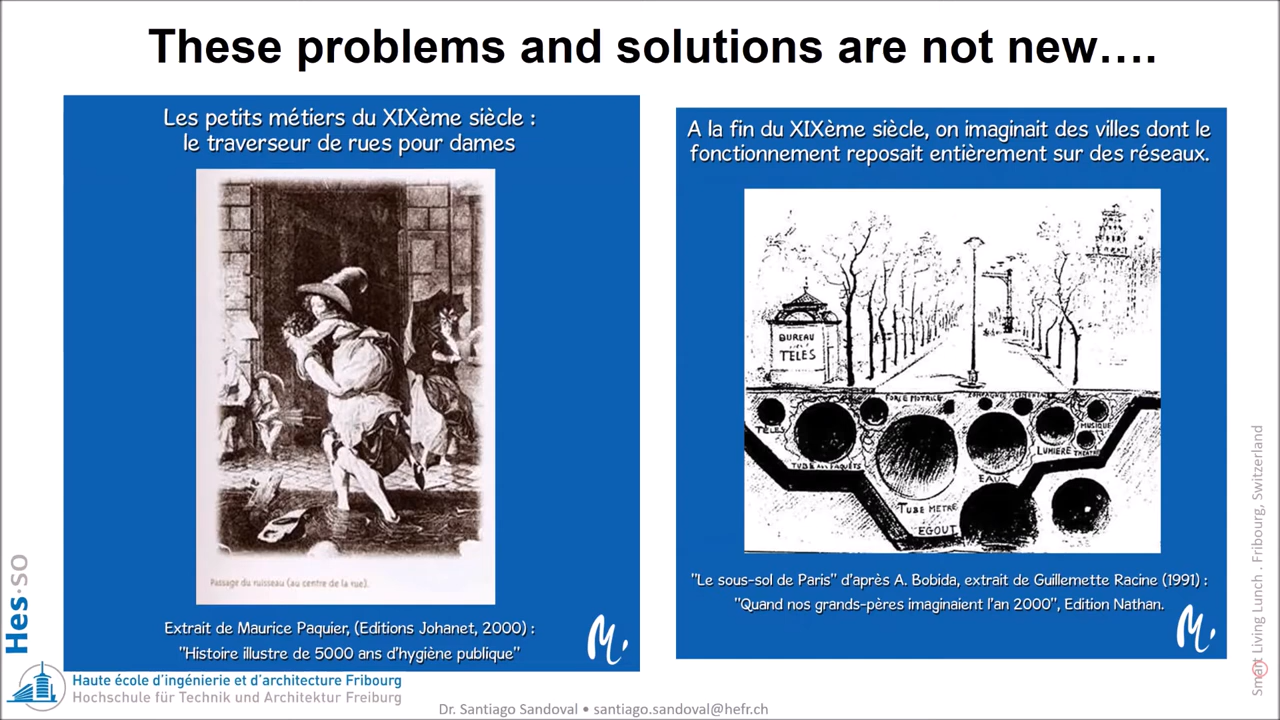 These problems and solutions are not new….
Les petits métiers du XIXème siècle :
le traverseur de rues pour dames
Passage du ruisseau (au centre de la rue).
Extrait de Maurice Paquier, (Editions Johanet, 2000) :
"Histoire illustre de 5000 ans d'hygiène publique"
A la fin du XIXème siècle, on imaginait des villes dont le
fonctionnement reposait entièrement sur des réseaux.
BUREAU
TELES
FORCE MOTRICE
TELES
MUSIQUE
LUMIERE
THEATRE
TUBE AUX PAQUETS
EAUX
TUBE METRE
EGOUT
"Le sous-sol de Paris" d'après A. Bobida, extrait de Guillemette Racine (1991) :
"Quand nos grands-pères imaginaient l'an 2000", Edition Nathan.
Hes·so
Haute école d'ingénierie et d'architecture Fribourg
Hochschule für Technik und Architektur Freiburg
Dr. Santiago Sandoval • santiago.sandoval@hefr.ch
Smart Living Lunch . Fribourg, Switzerland